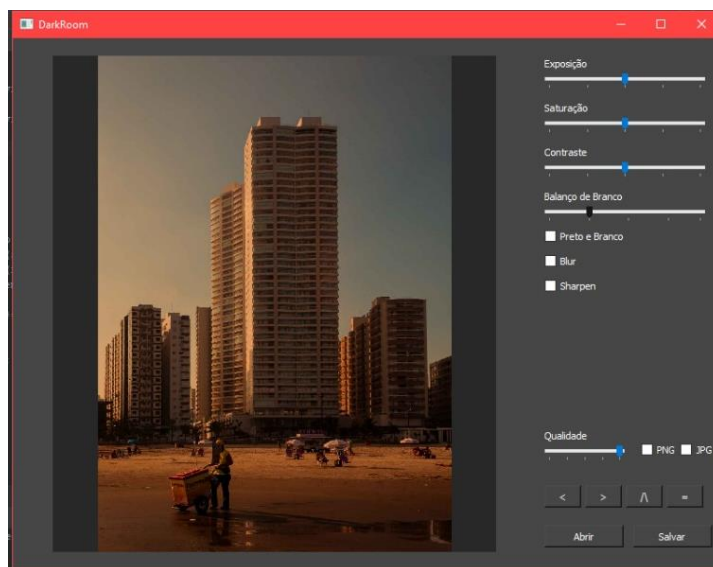 DarkRoom
Exposição
Saturação
Contraste
Balanço de Branco
Preto e Branco
Blur
Sharpen
Qualidade
PNG JPG
< > /\ =
Abrir Salvar